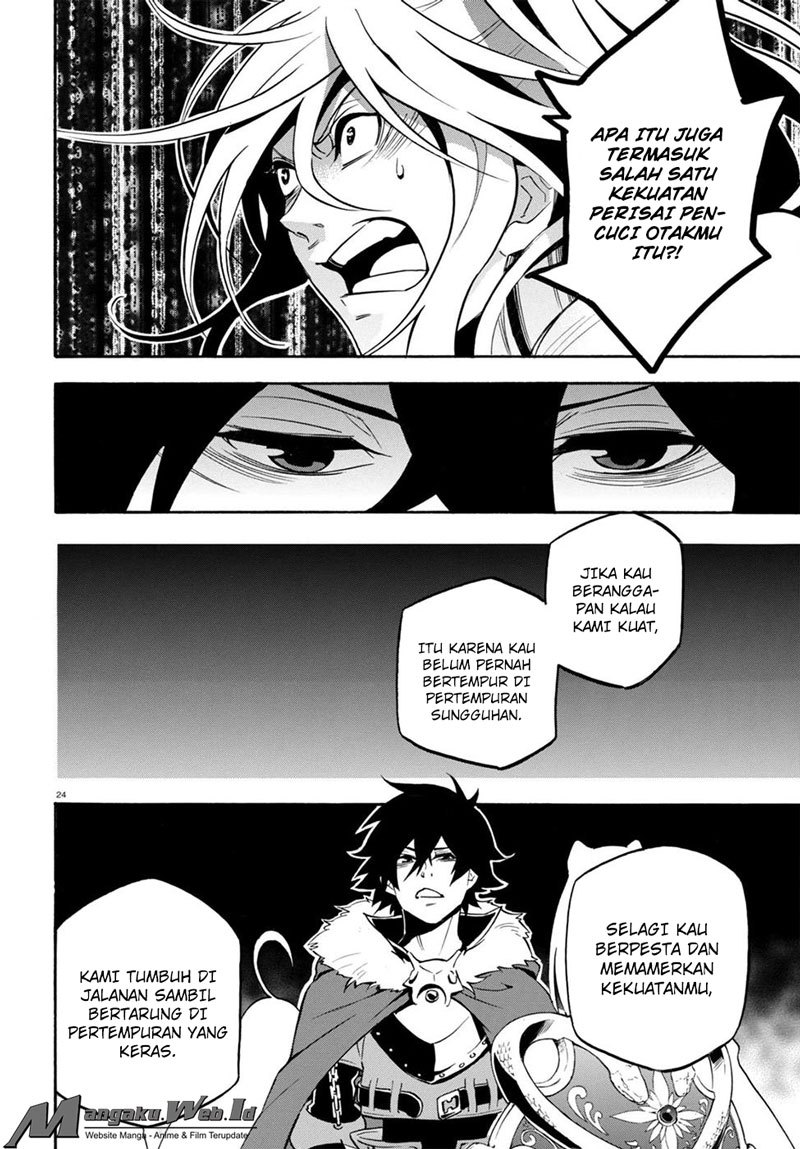 APA ITU JUGA
TERMASUK
SALAH SATU
KEKUATAN
PERISAI PEN-
CUCI OTAKMU
ITU?!
JIKA KAU
BERANGGA-
PAN KALAU
KAMI KUAT,
ITU KARENA KAU
BELUM PERNAH
BERTEMPUR DI
PERTEMPURAN
SUNGGUHAN.
24
SELAGI KAU
BERPESTA DAN
MEMAMERKAN
KEKUATANMU,
KAMI TUMBUH DI
JALANAN SAMBIL
BERTARUNG DI
PERTEMPURAN YANG
KERAS.
Mangaku.Web.Id
Website Manga - Anime & Film Terupdate